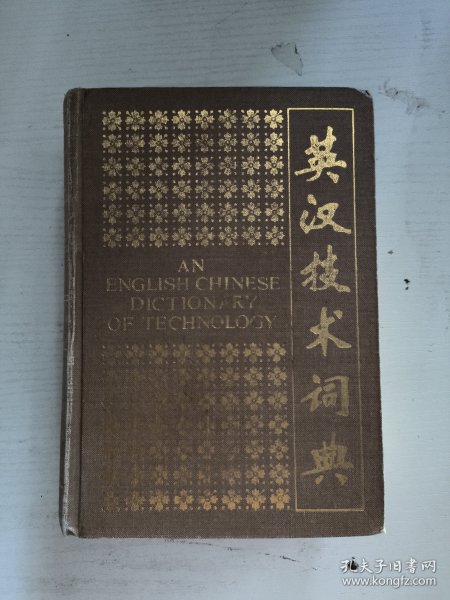 英汉技术词典
AN
ENGLISH CHINESE
DICTIONARY
OF TECHNOLOGY
孔夫子旧书网
www.kongfz.com